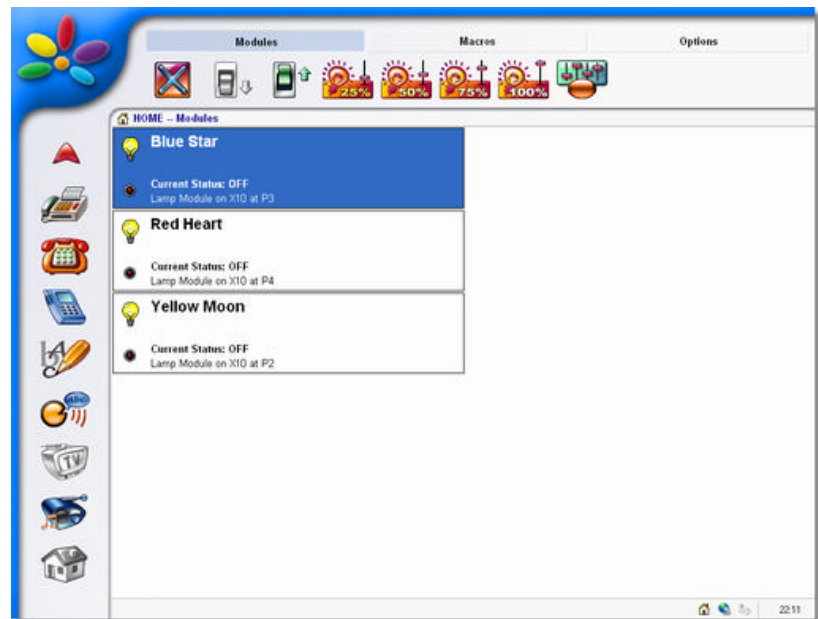 Modules Macros Options
25% 50% 75% 100%
HOME -- Modules
Blue Star
Current Status: OFF
Lamp Module on X10 at P3
Red Heart
Current Status: OFF
Lamp Module on X10 at P4
Yellow Moon
Current Status: OFF
Lamp Module on X10 at P2
Abc
TV
22:11